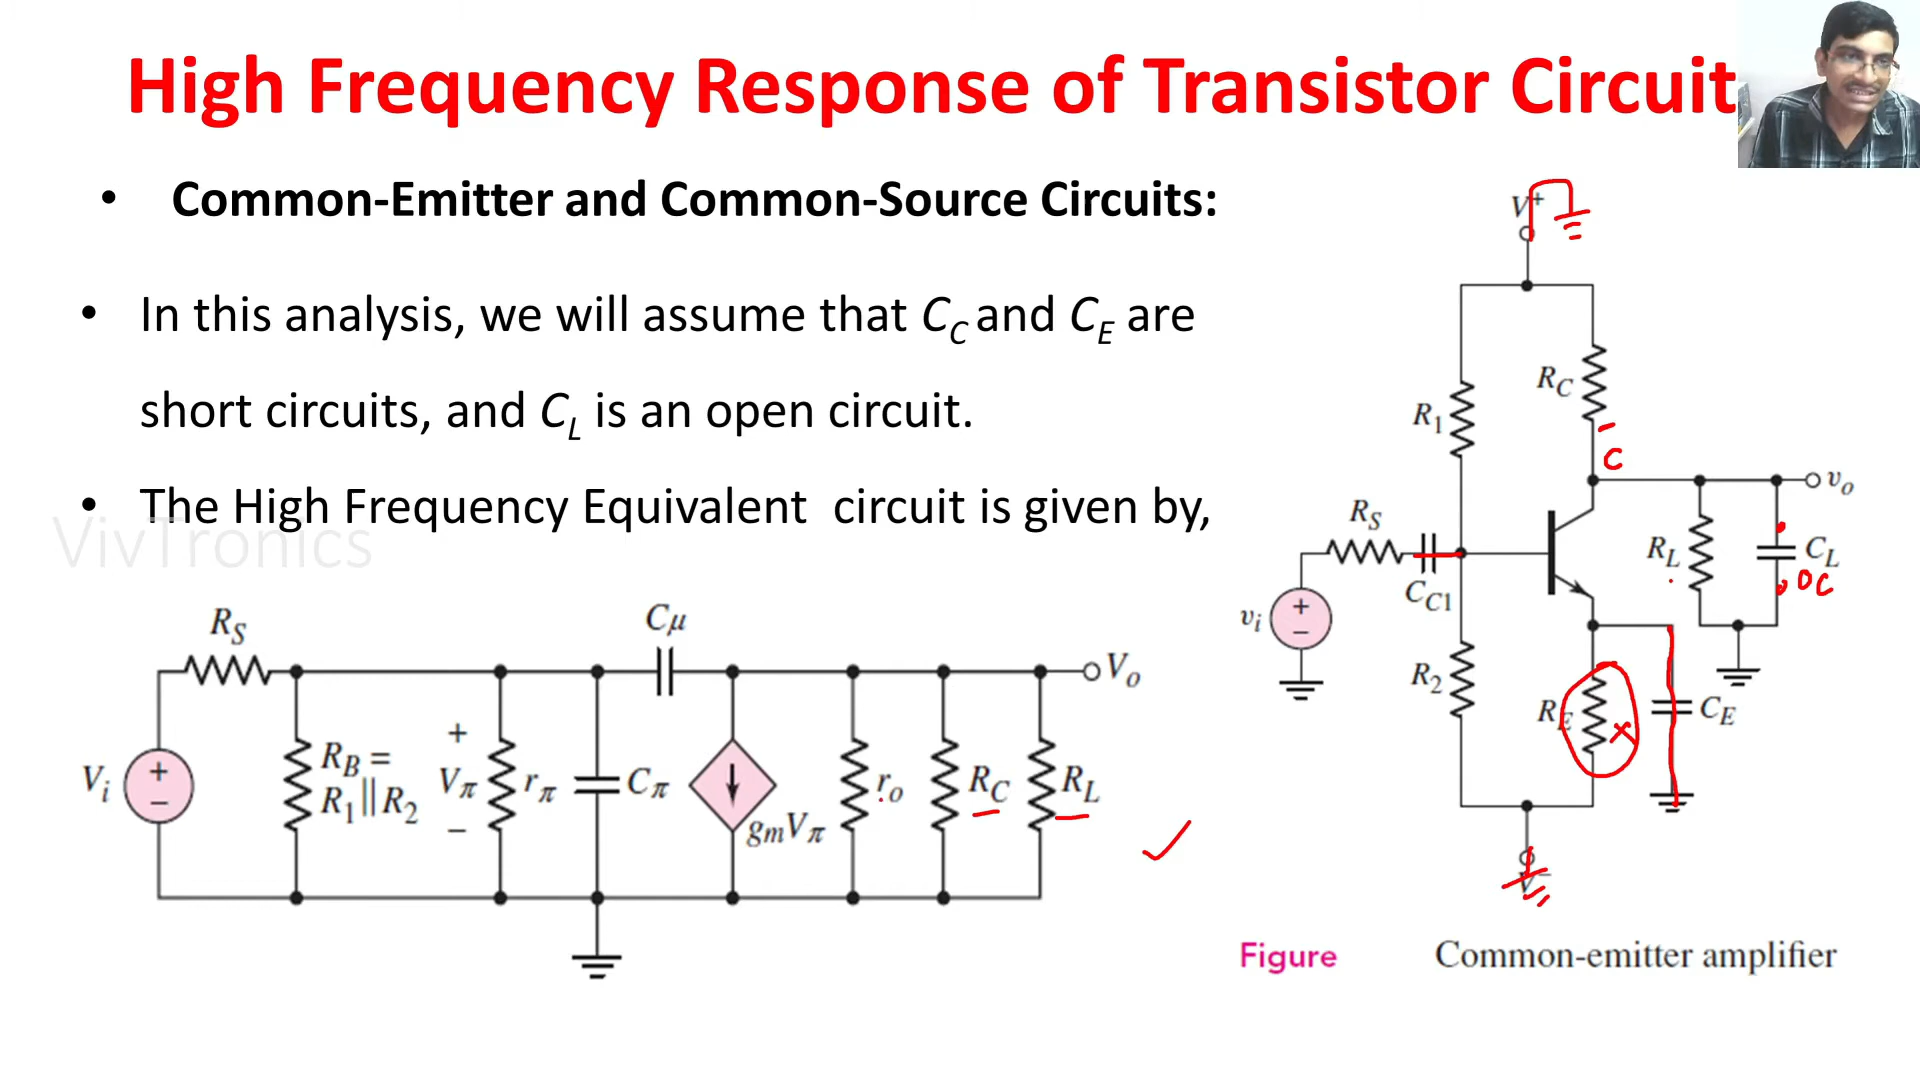 High Frequency Response of Transistor Circuit
• Common-Emitter and Common-Source Circuits:
• In this analysis, we will assume that C_C and C_E are
short circuits, and C_L is an open circuit.
• The High Frequency Equivalent circuit is given by,
VivTronics
R_S
C_μ
V_o
V_i
+
−
R_B =
R_1 || R_2
+
V_π
−
r_π
C_π
g_m V_π
r_o
R_C
R_L
V^+
R_C
R_1
C
v_o
R_S
C_C1
R_L
C_L
OC
v_i
+
−
R_2
R_E
C_E
V^−
Figure Common-emitter amplifier